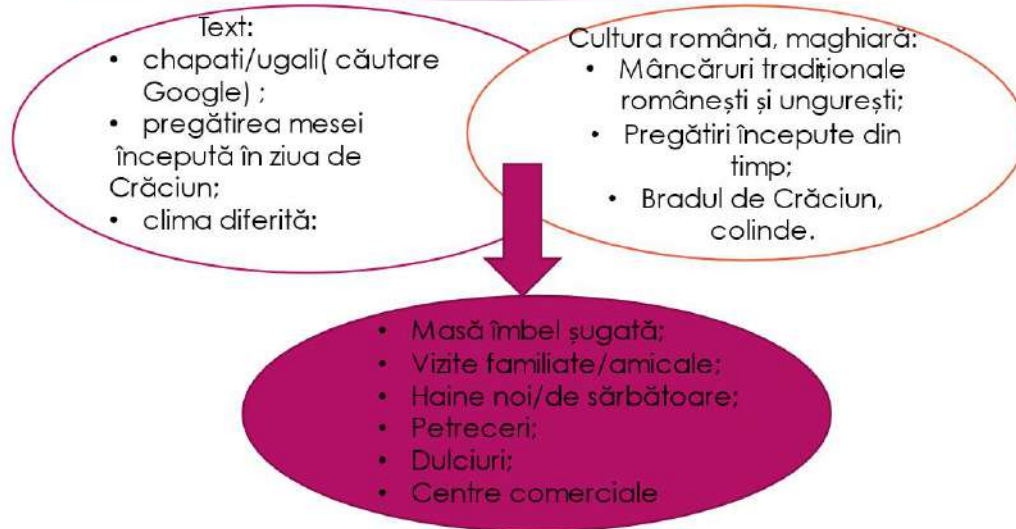 Text:
• chapati/ugali( căutare
Google) ;
• pregătirea mesei
începută în ziua de
Crăciun;
• clima diferită:
Cultura română, maghiară:
• Mâncăruri tradiționale
românești și ungurești;
• Pregătiri începute din
timp;
• Bradul de Crăciun,
colinde.
• Masă îmbel șugată;
• Vizite familiate/amicale;
• Haine noi/de sărbătoare;
• Petreceri;
• Dulciuri;
• Centre comerciale